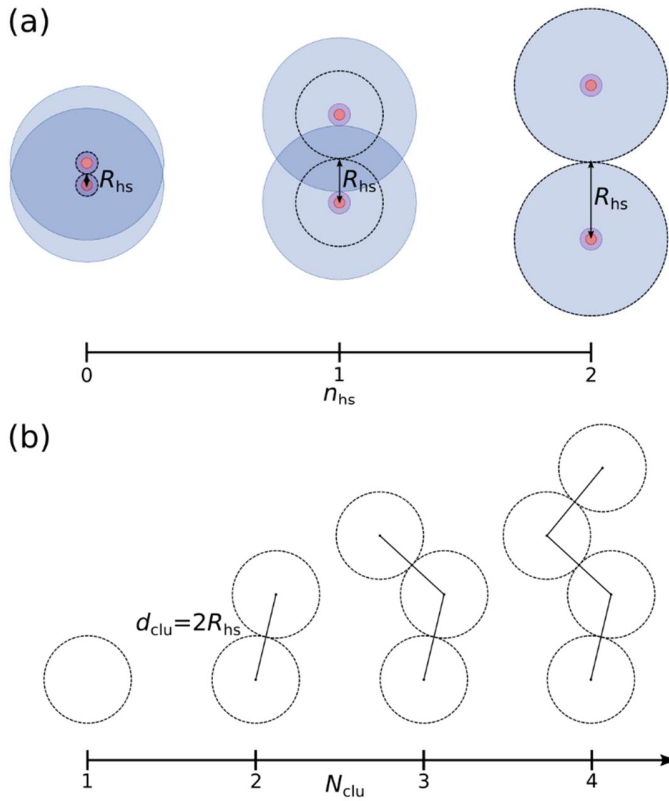 (a)
R_hs R_hs R_hs
0 1 2
n_hs
(b)
d_clu=2R_hs
1 2 3 4
N_clu